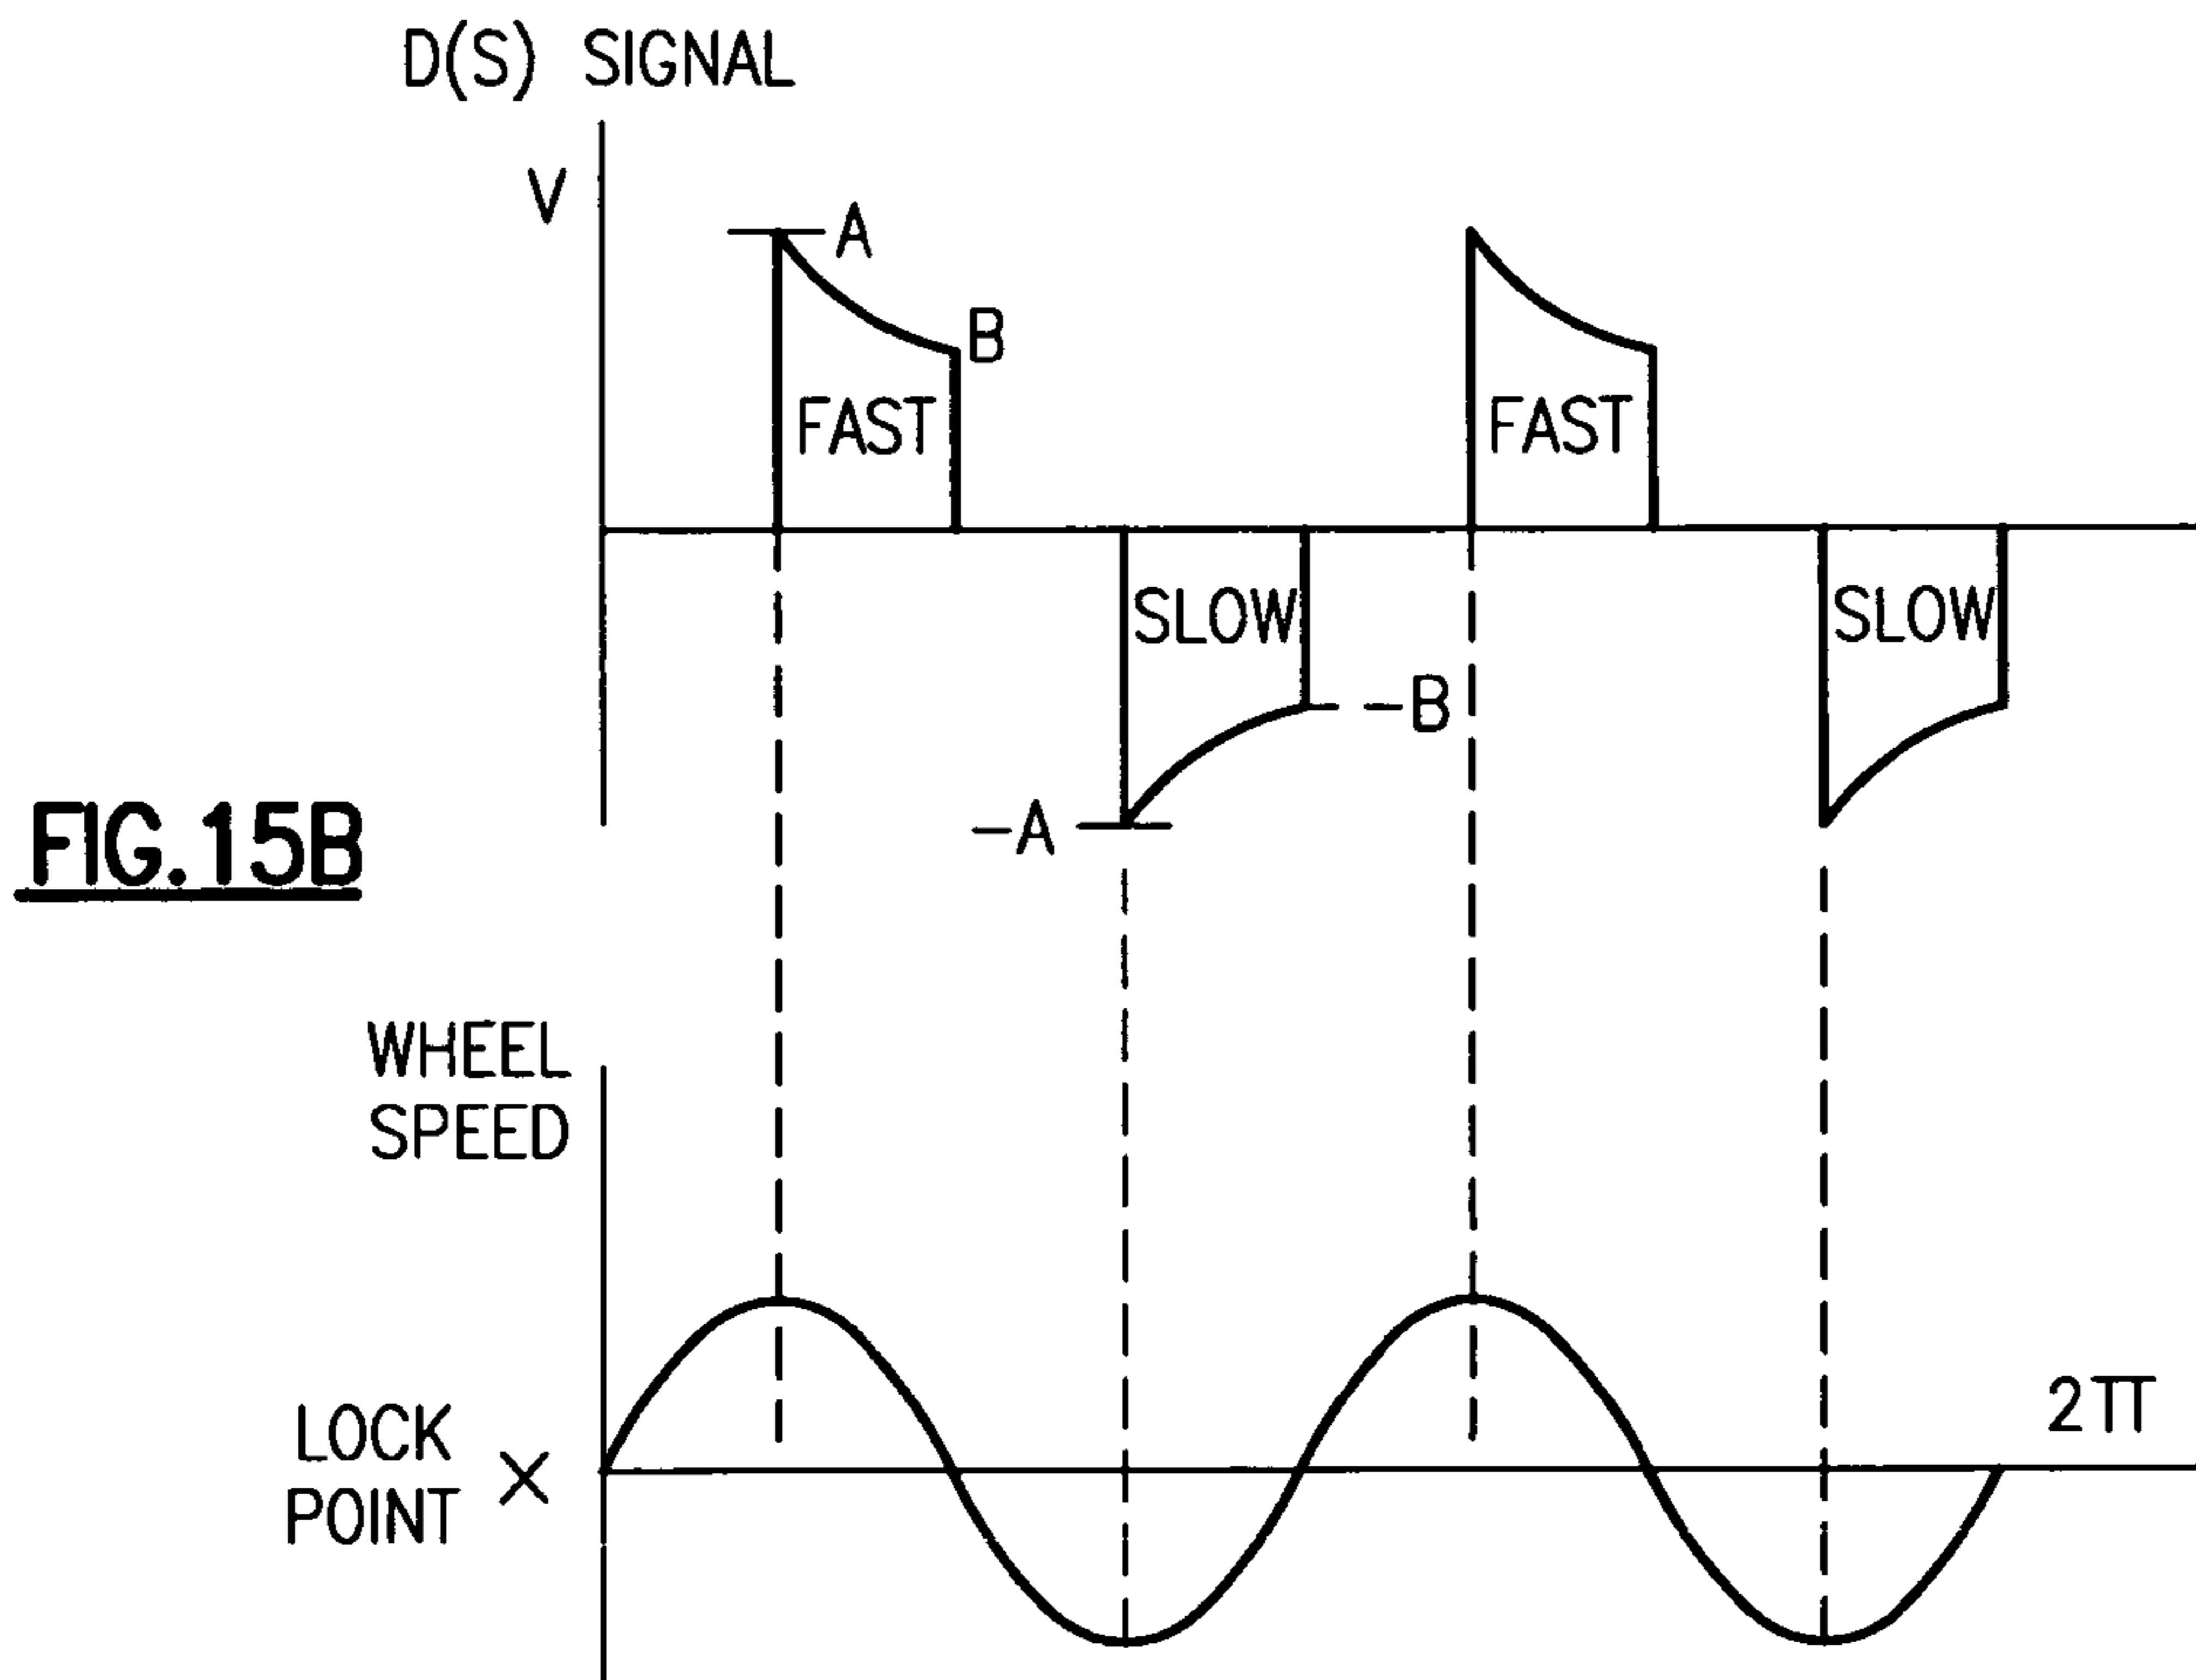 D(S) SIGNAL
V
A
B
FAST
FAST
SLOW
SLOW
-B
-A
FIG.15B
WHEEL
SPEED
LOCK
POINT X
2π